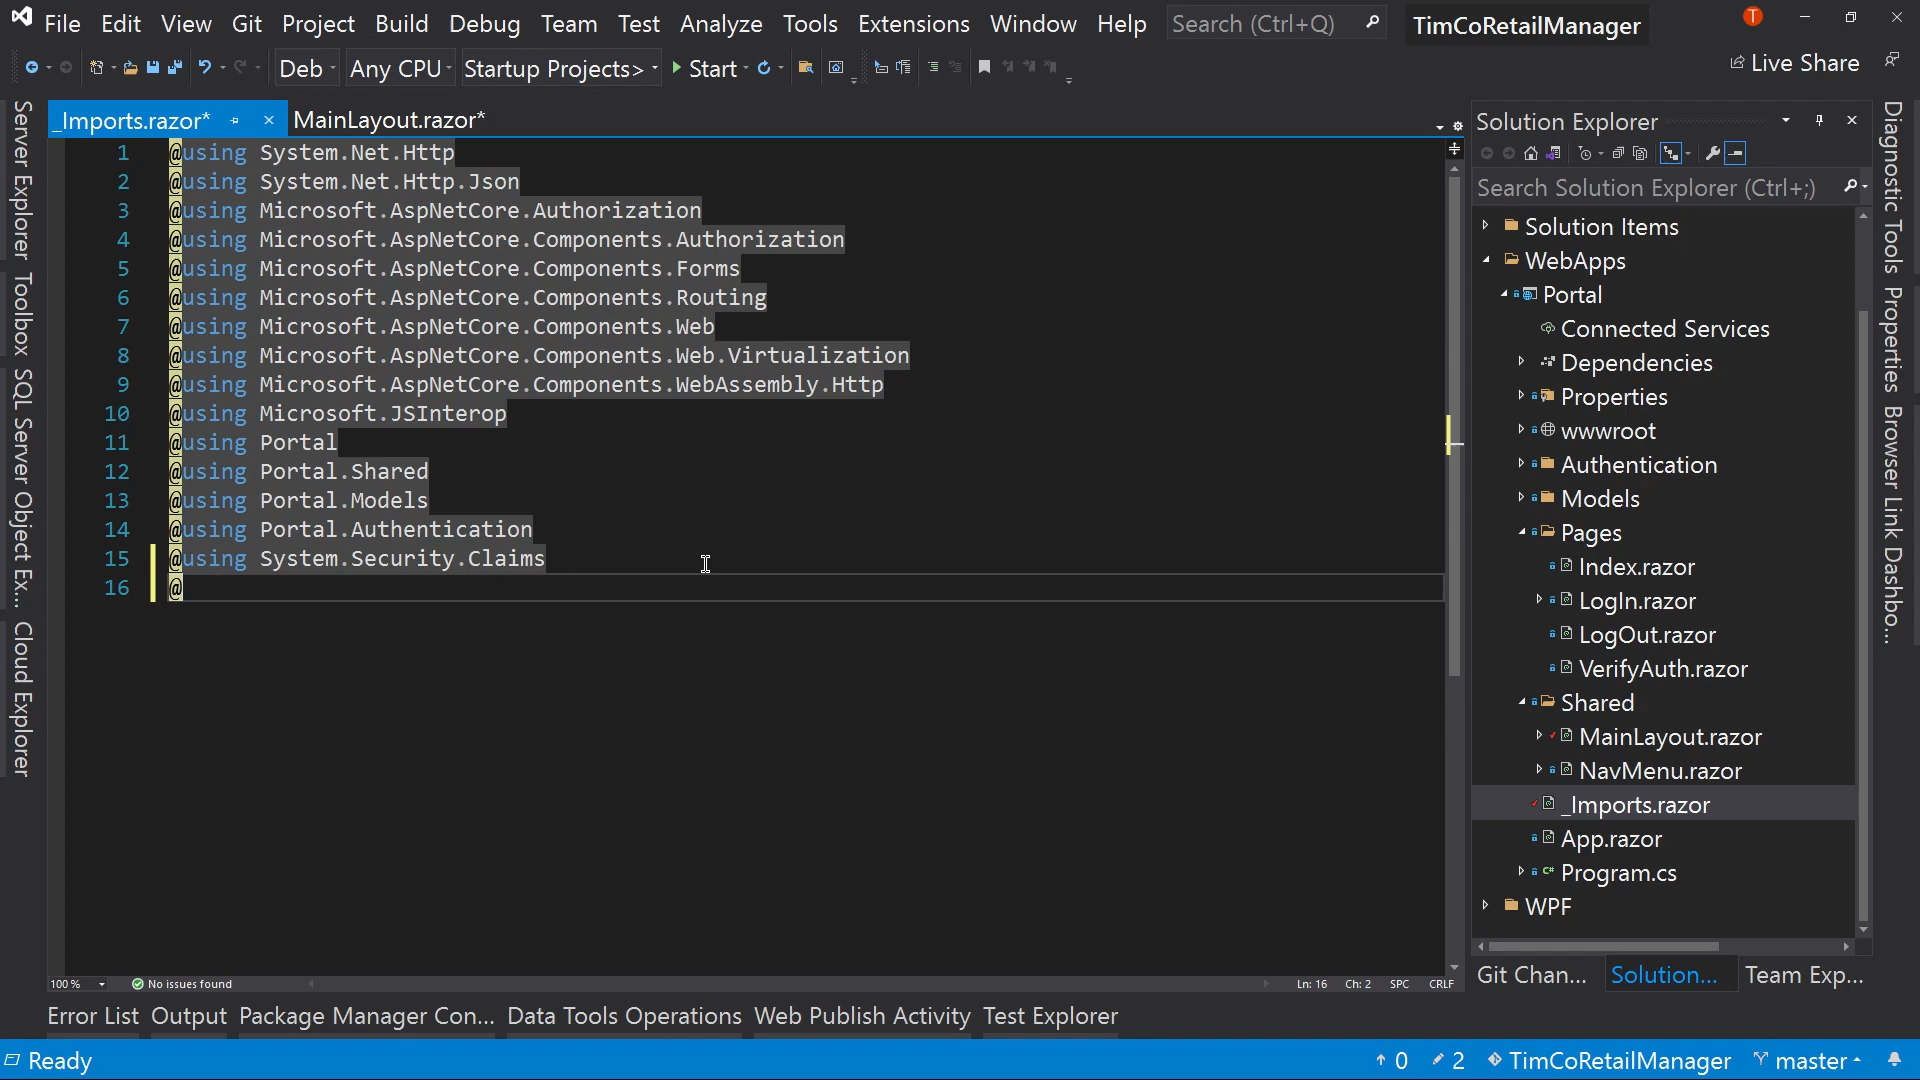 File Edit View Git Project Build Debug Team Test Analyze Tools Extensions Window Help Search (Ctrl+Q) TimCoRetailManager T
Deb Any CPU Startup Projects> Start Live Share
_Imports.razor* MainLayout.razor*
1 @using System.Net.Http
2 @using System.Net.Http.Json
3 @using Microsoft.AspNetCore.Authorization
4 @using Microsoft.AspNetCore.Components.Authorization
5 @using Microsoft.AspNetCore.Components.Forms
6 @using Microsoft.AspNetCore.Components.Routing
7 @using Microsoft.AspNetCore.Components.Web
8 @using Microsoft.AspNetCore.Components.Web.Virtualization
9 @using Microsoft.AspNetCore.Components.WebAssembly.Http
10 @using Microsoft.JSInterop
11 @using Portal
12 @using Portal.Shared
13 @using Portal.Models
14 @using Portal.Authentication
15 @using System.Security.Claims
16 @
100 % No issues found Ln: 16 Ch: 2 SPC CRLF
Server Explorer
Toolbox
SQL Server Object Ex...
Cloud Explorer
Solution Explorer
Search Solution Explorer (Ctrl+;)
Solution Items
WebApps
Portal
Connected Services
Dependencies
Properties
wwwroot
Authentication
Models
Pages
Index.razor
LogIn.razor
LogOut.razor
VerifyAuth.razor
Shared
MainLayout.razor
NavMenu.razor
_Imports.razor
App.razor
C# Program.cs
WPF
Git Chan... Solution... Team Exp...
Diagnostic Tools
Properties
Browser Link Dashbo...
Error List Output Package Manager Con... Data Tools Operations Web Publish Activity Test Explorer
Ready 0 2 TimCoRetailManager master